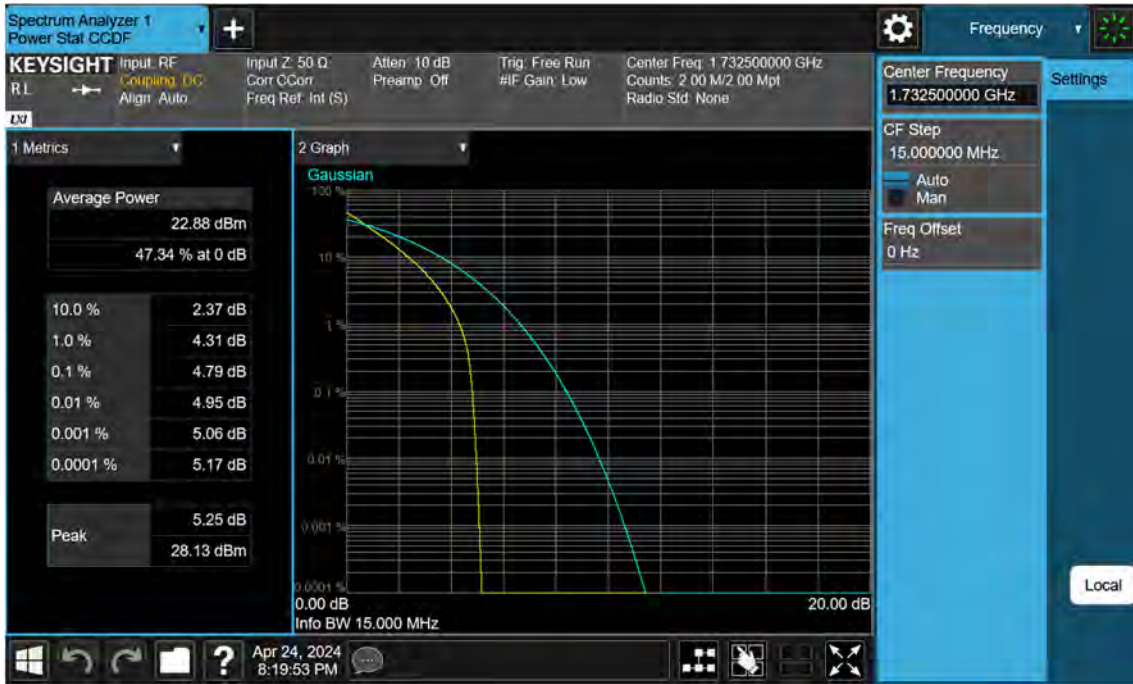 Spectrum Analyzer 1
Power Stat CCDF
+
Frequency
KEYSIGHT
RL
LXI
Input: RF
Coupling: DC
Align: Auto
Input Z: 50 Ω
Corr CCorr
Freq Ref: Int (S)
Atten: 10 dB
Preamp: Off
Trig: Free Run
#IF Gain: Low
Center Freq: 1.732500000 GHz
Counts: 2.00 M/2.00 Mpt
Radio Std: None
Center Frequency
1.732500000 GHz
Settings
CF Step
15.000000 MHz
Auto
Man
Freq Offset
0 Hz
1 Metrics
Average Power
22.88 dBm
47.34 % at 0 dB
10.0 % 2.37 dB
1.0 % 4.31 dB
0.1 % 4.79 dB
0.01 % 4.95 dB
0.001 % 5.06 dB
0.0001 % 5.17 dB
Peak
5.25 dB
28.13 dBm
2 Graph
Gaussian
100 %
10 %
1 %
0.1 %
0.01 %
0.001 %
0.0001 %
0.00 dB 20.00 dB
Info BW 15.000 MHz
Local
?
Apr 24, 2024
8:19:53 PM